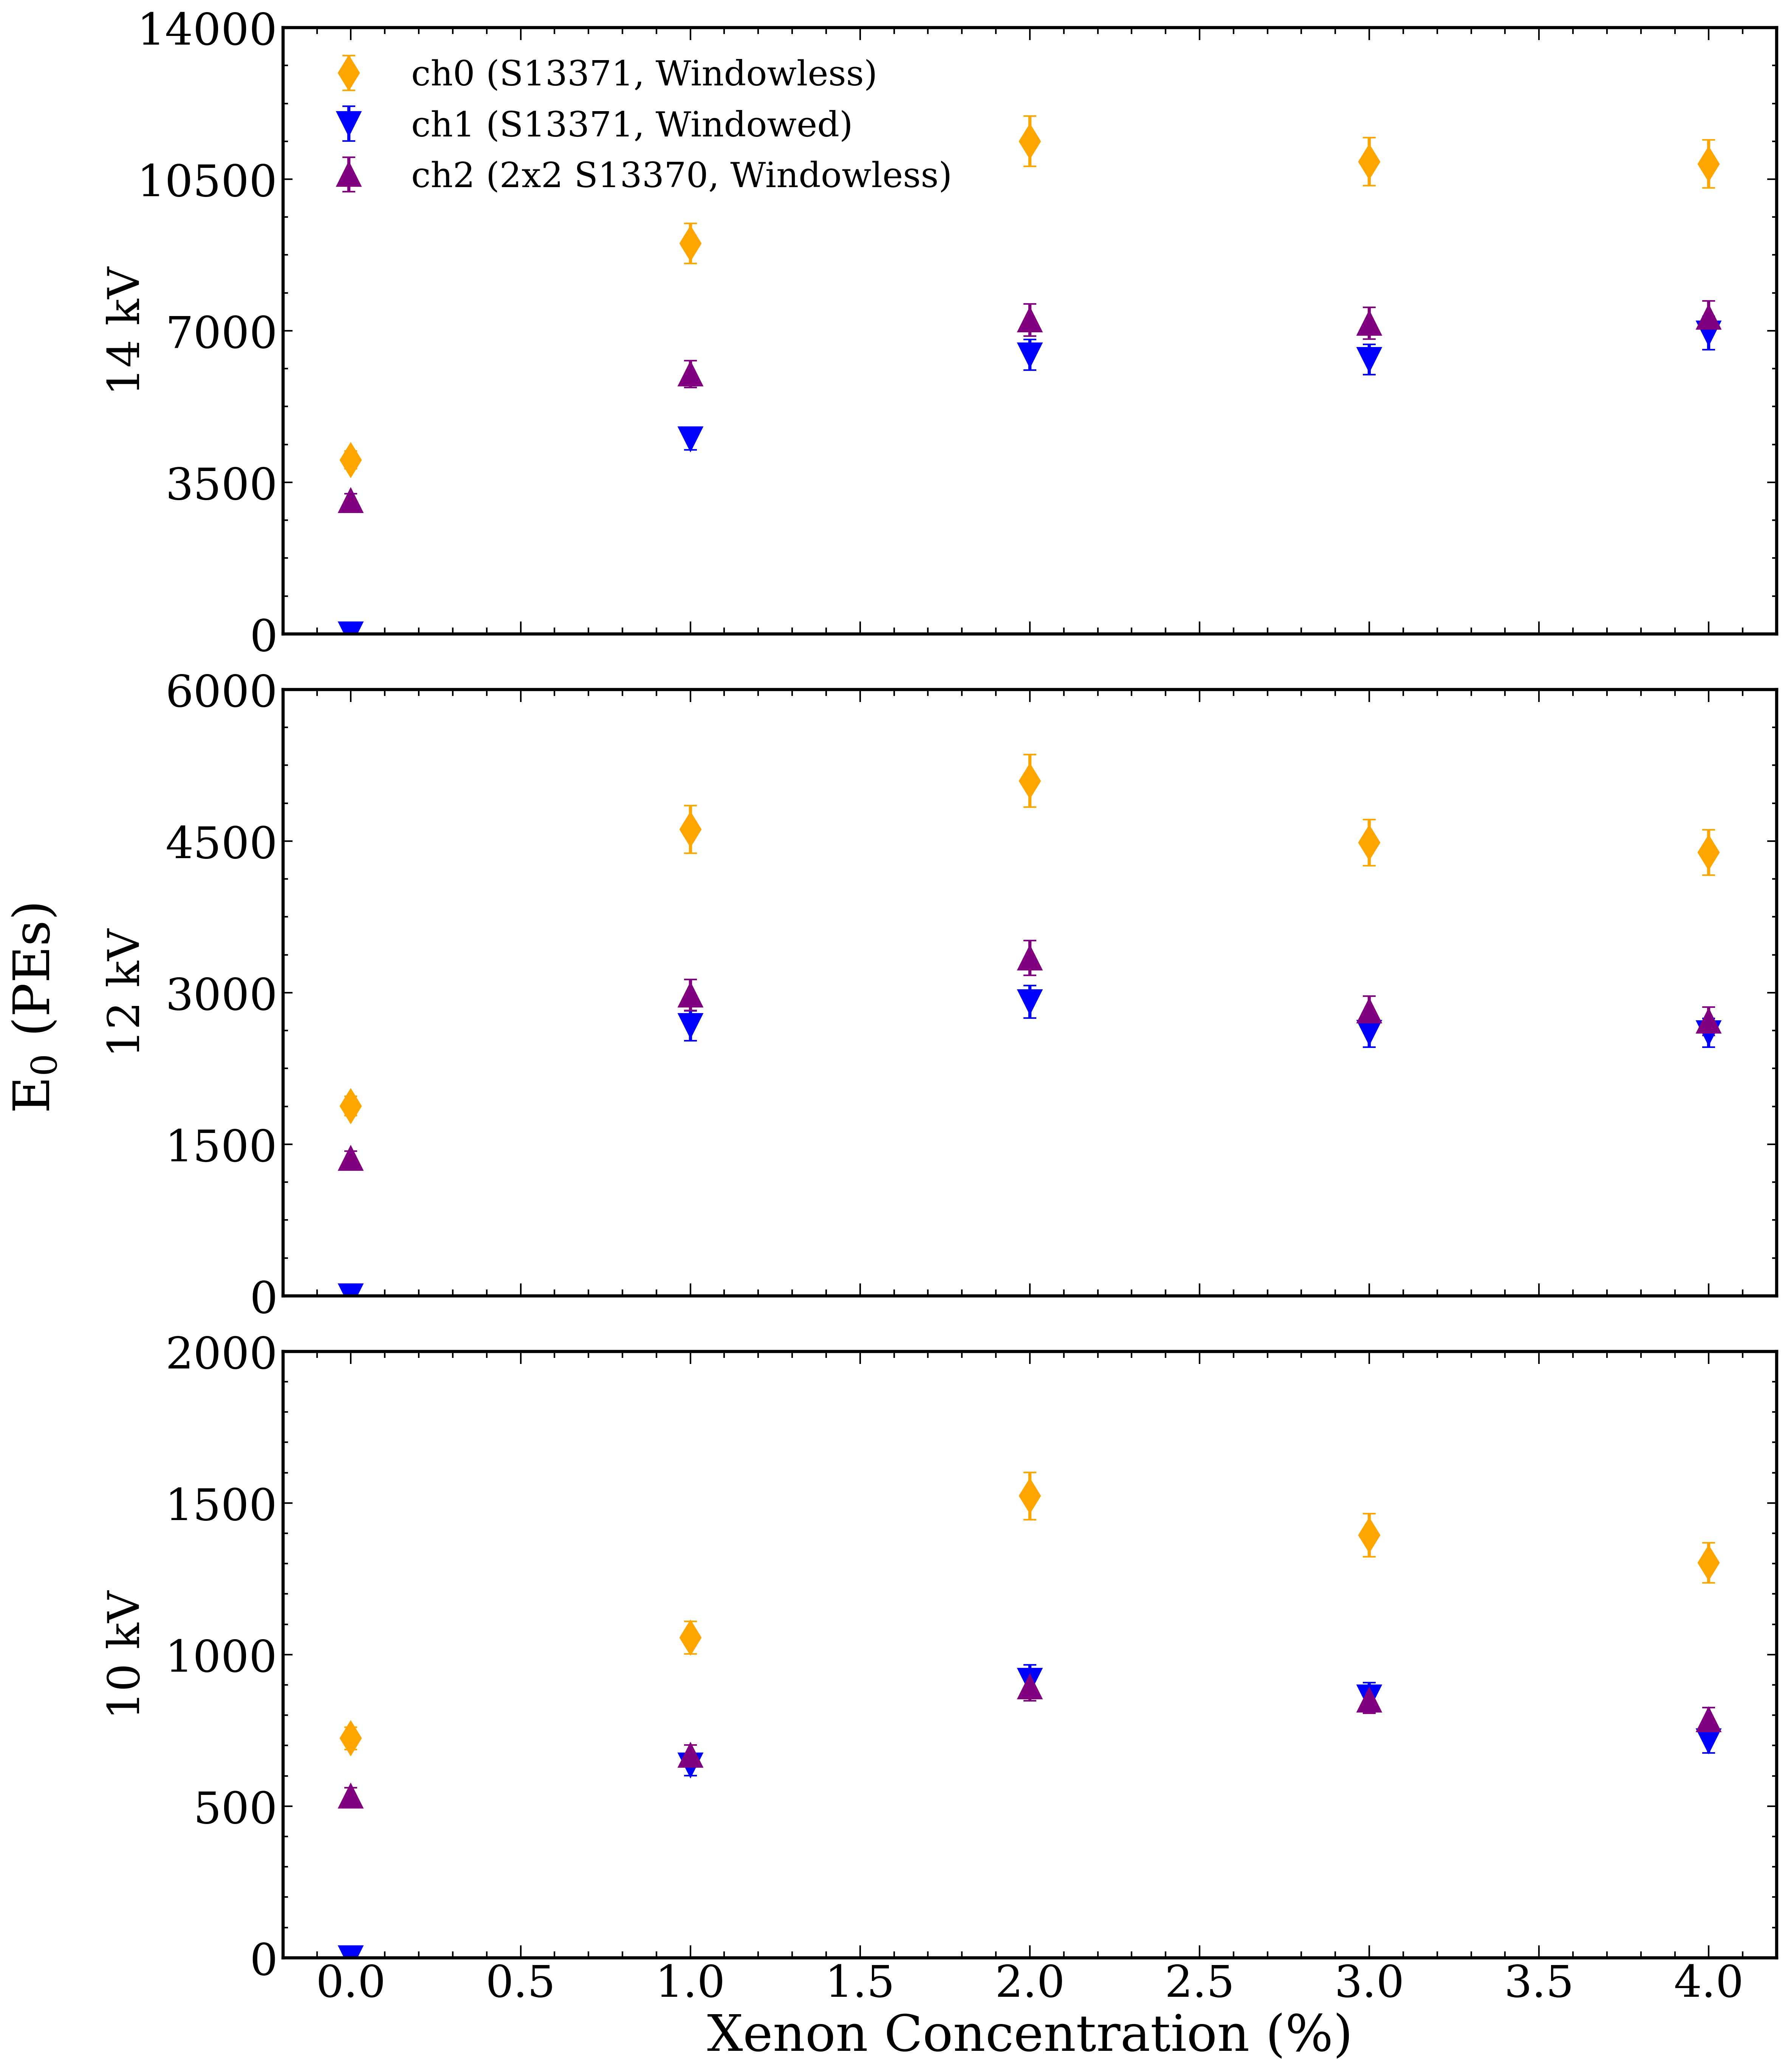 14000
10500
7000
3500
0
14 kV
ch0 (S13371, Windowless)
ch1 (S13371, Windowed)
ch2 (2x2 S13370, Windowless)
6000
4500
3000
1500
0
12 kV
E₀ (PEs)
2000
1500
1000
500
0
10 kV
0.0 0.5 1.0 1.5 2.0 2.5 3.0 3.5 4.0
Xenon Concentration (%)